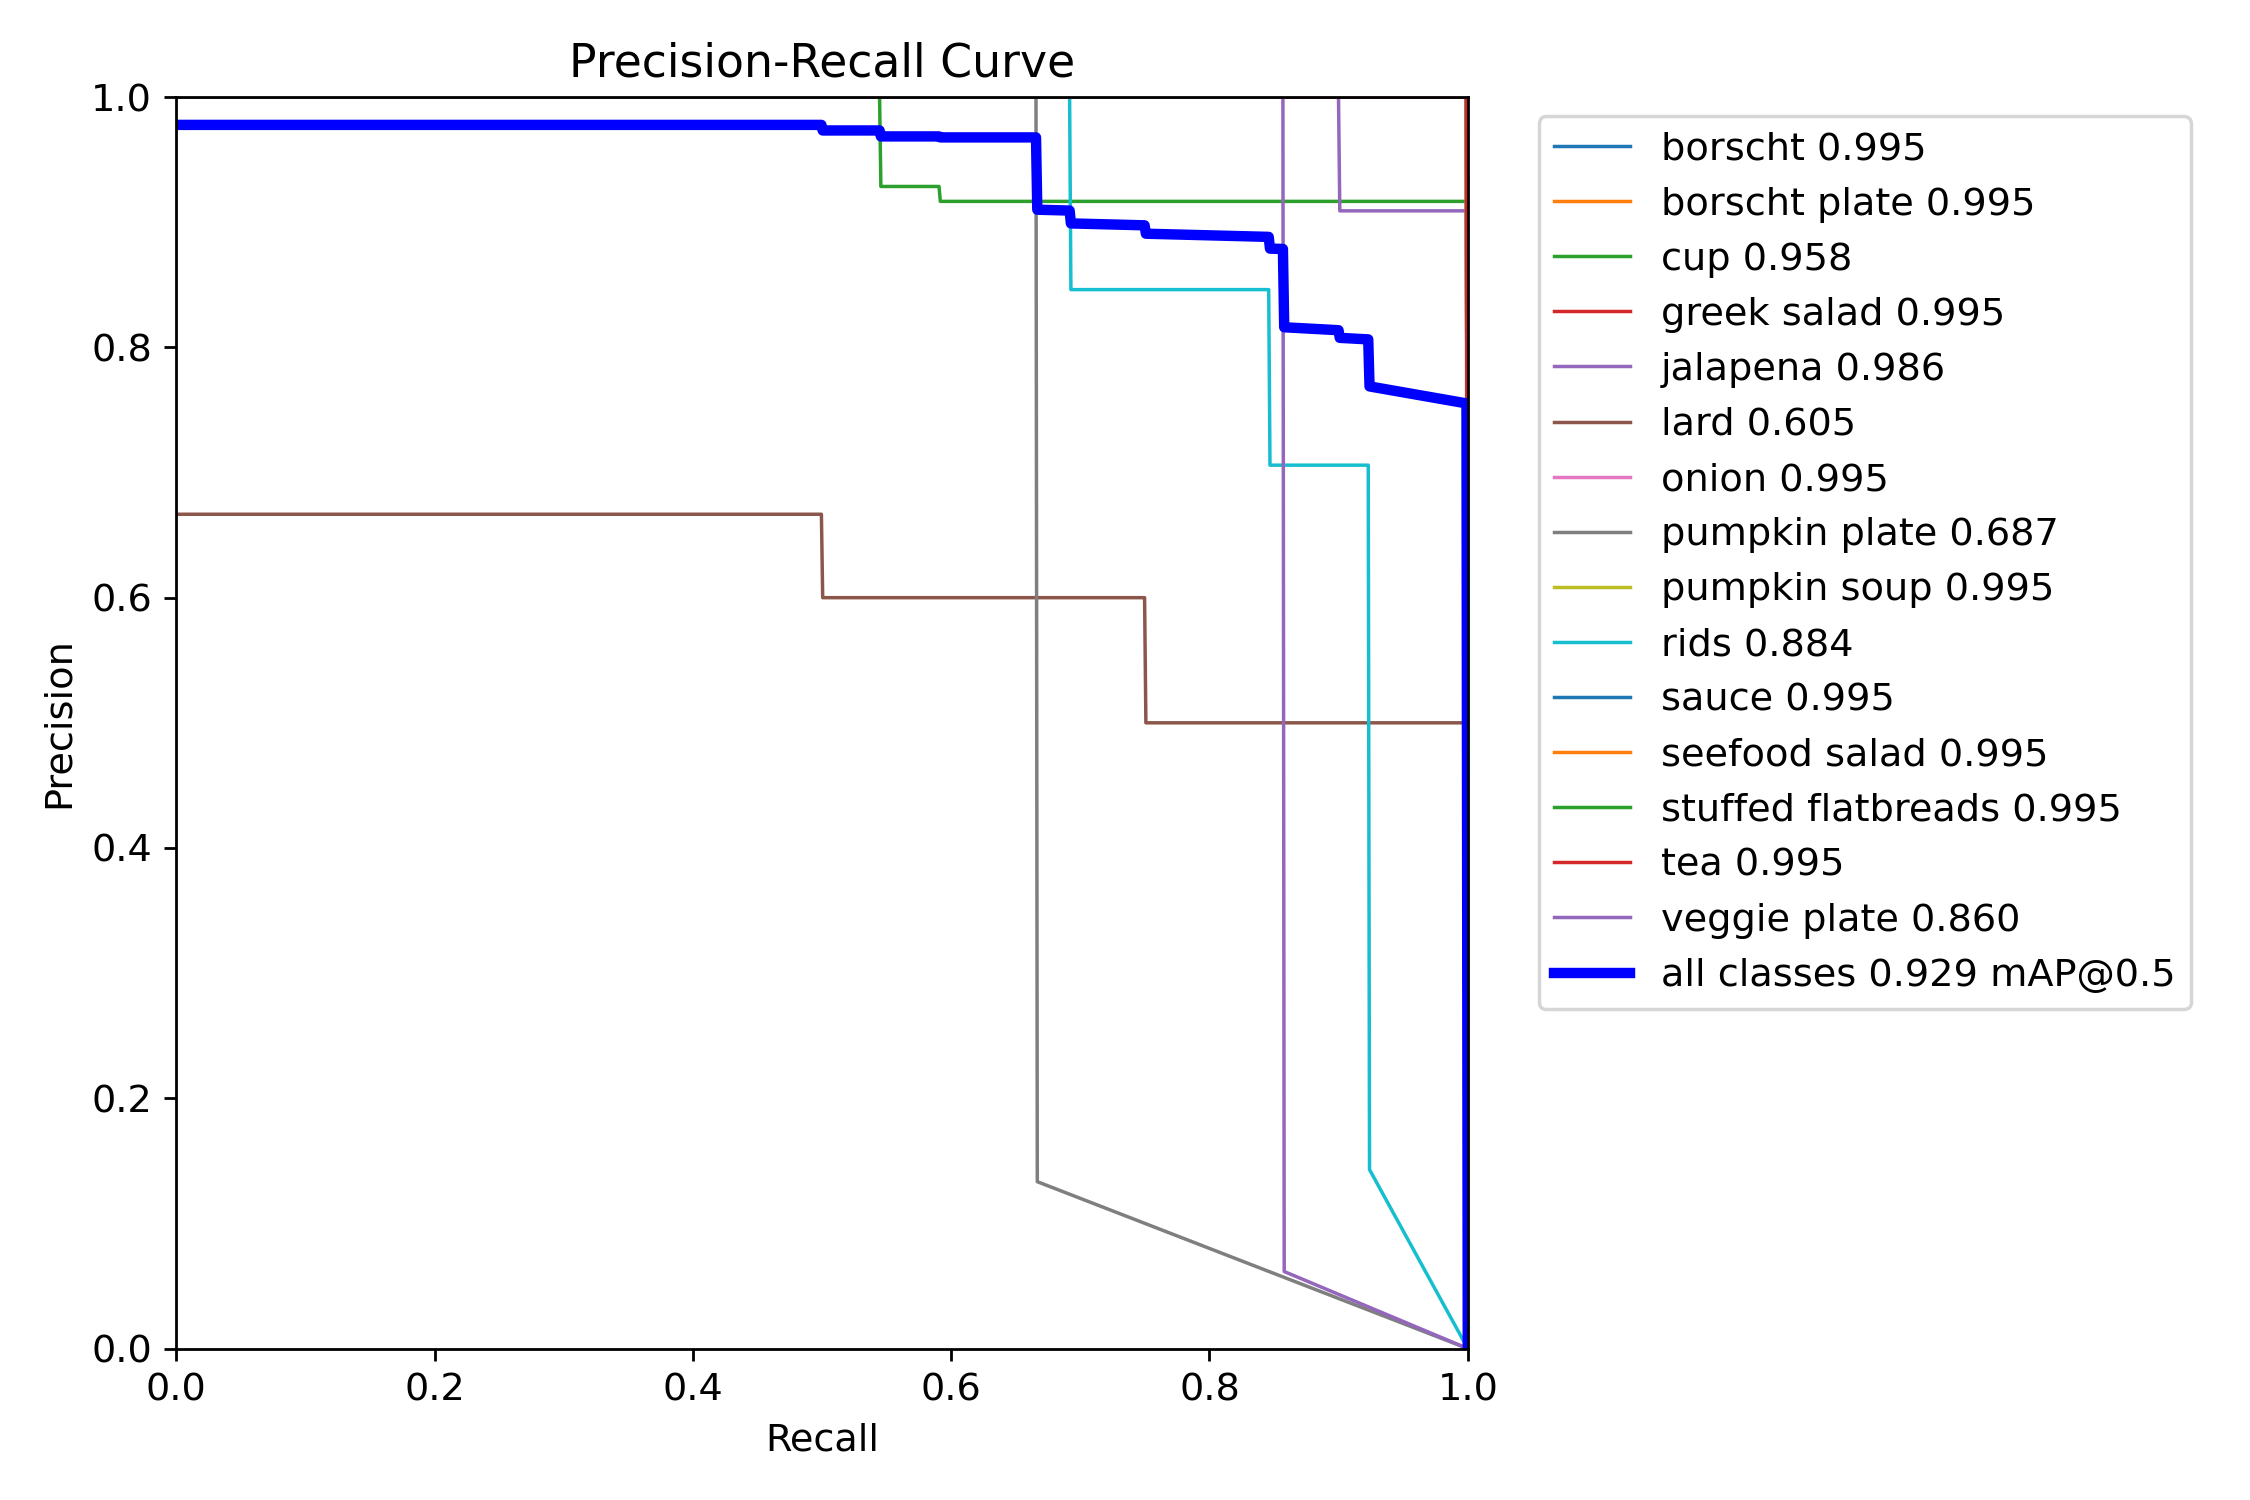 Precision-Recall Curve
1.0
0.8
0.6
0.4
0.2
0.0
Precision
0.0 0.2 0.4 0.6 0.8 1.0
Recall
borscht 0.995
borscht plate 0.995
cup 0.958
greek salad 0.995
jalapena 0.986
lard 0.605
onion 0.995
pumpkin plate 0.687
pumpkin soup 0.995
rids 0.884
sauce 0.995
seefood salad 0.995
stuffed flatbreads 0.995
tea 0.995
veggie plate 0.860
all classes 0.929 mAP@0.5